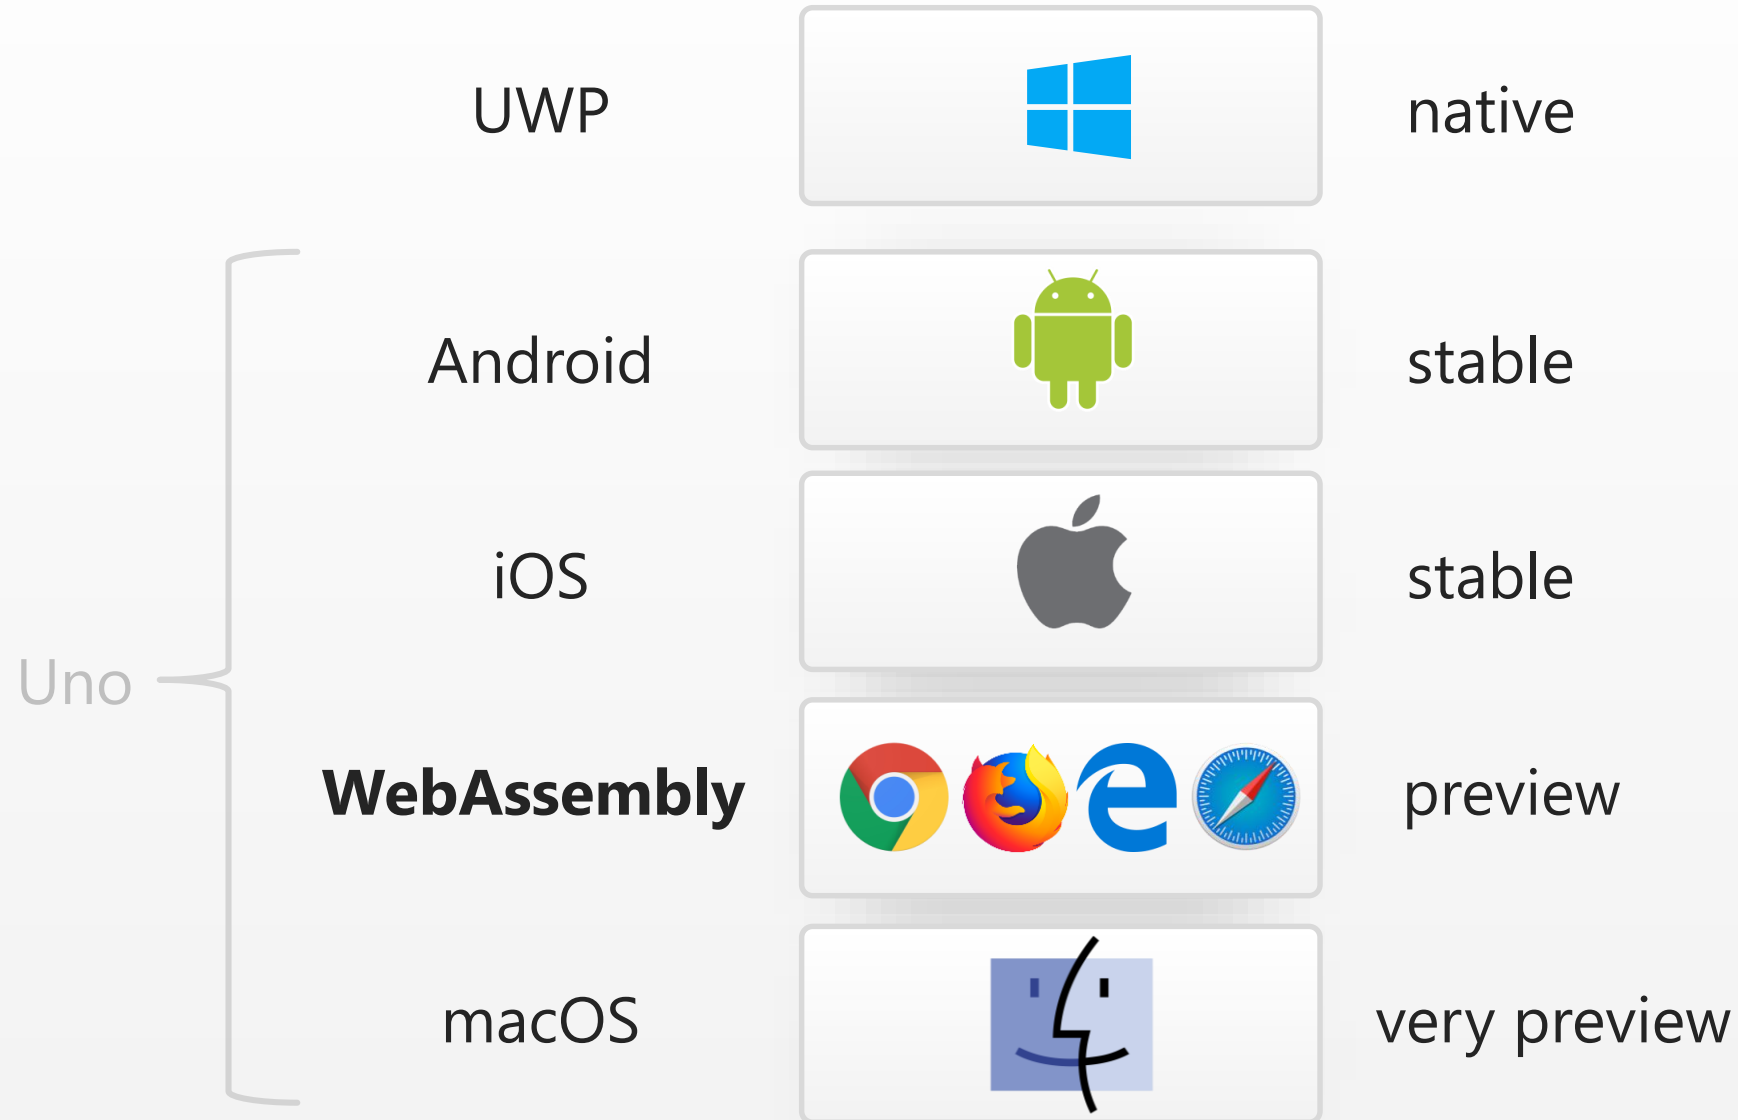 UWP
native
Android
stable
iOS
stable
Uno
WebAssembly
preview
macOS
very preview